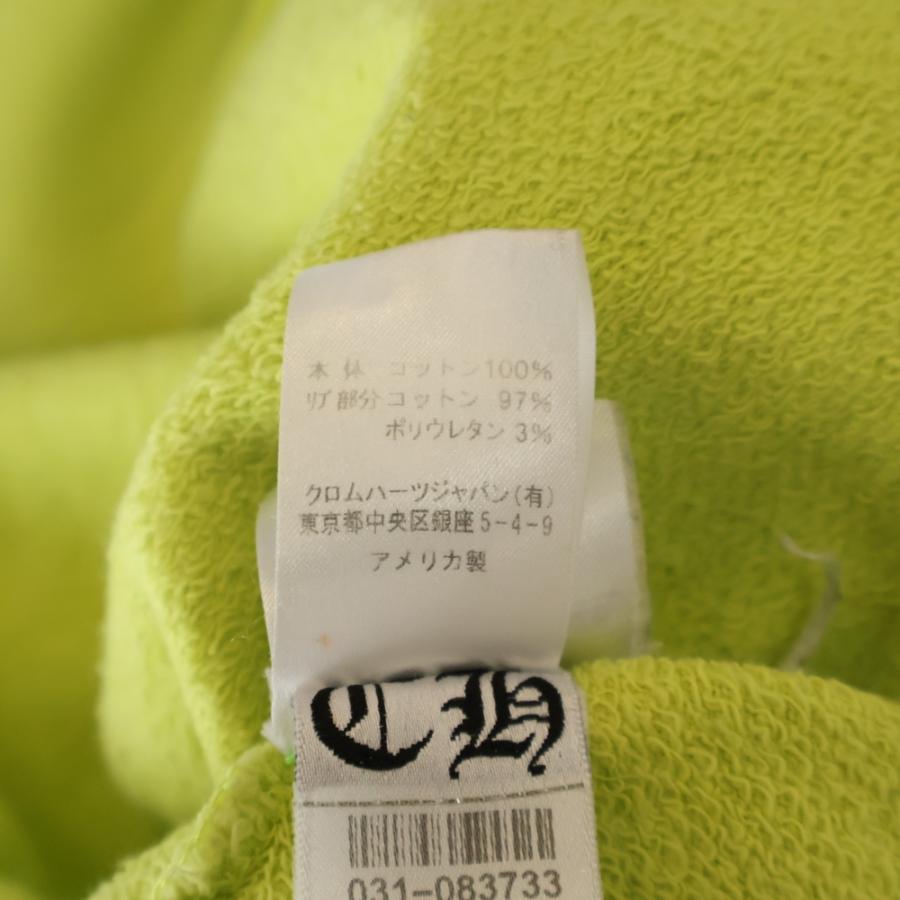 本体 コットン100%
リブ部分コットン 97%
ポリウレタン 3%
クロムハーツジャパン(有)
東京都中央区銀座5-4-9
アメリカ製
CH
031-083733